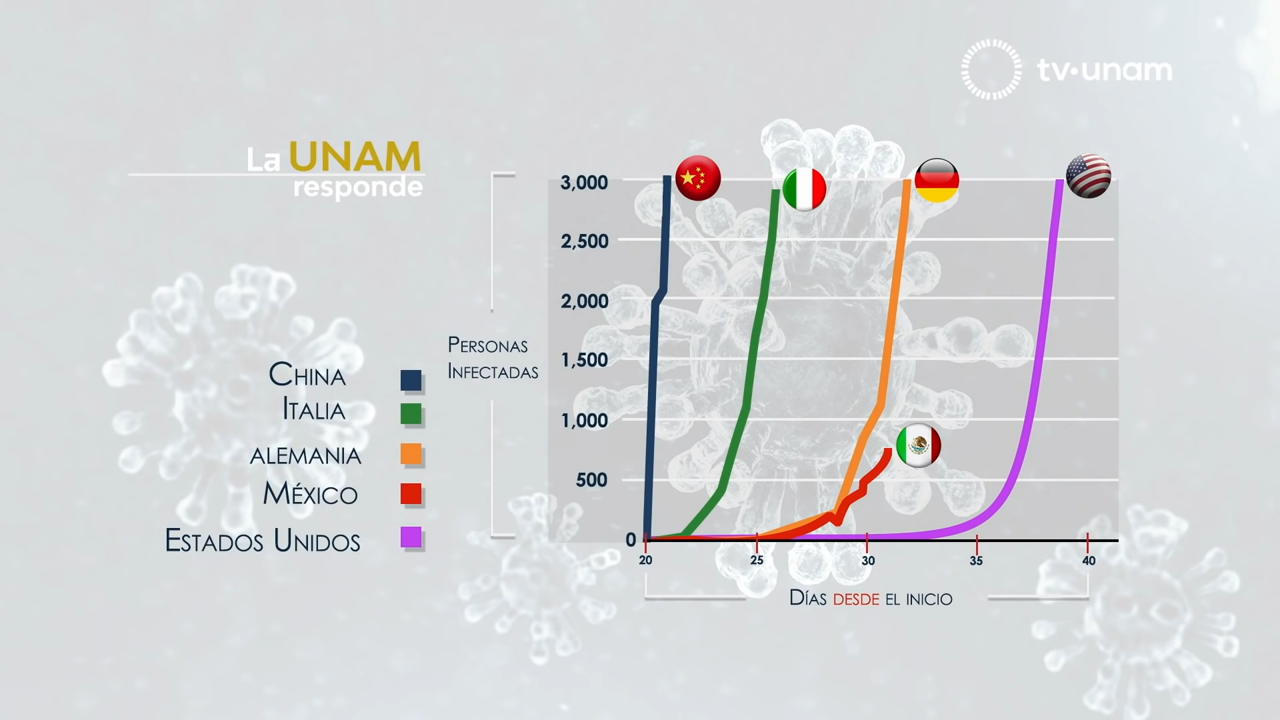 tv·unam
La UNAM
responde
3,000
2,500
2,000
1,500
1,000
500
0
Personas
Infectadas
China
Italia
alemania
México
Estados Unidos
20 25 30 35 40
Días desde el inicio